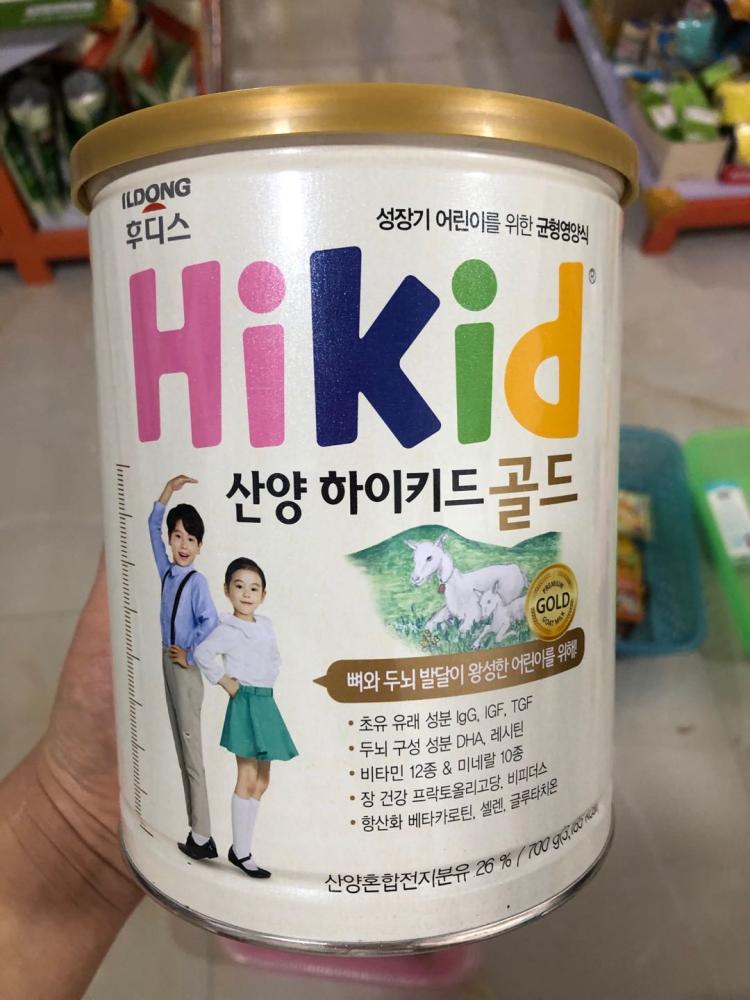 ILDONG
후디스
성장기 어린이를 위한 균형영양식
Hikid®
산양 하이키드 골드
PREMIUM
GOLD
GOAT MILK
뼈와 두뇌 발달이 왕성한 어린이를 위해!
• 초유 유래 성분 IgG, IGF, TGF
• 두뇌 구성 성분 DHA, 레시틴
• 비타민 12종 & 미네랄 10종
• 장 건강 프락토올리고당, 비피더스
• 항산화 베타카로틴, 셀렌, 글루타치온
산양혼합전지분유 26 % / 700 g